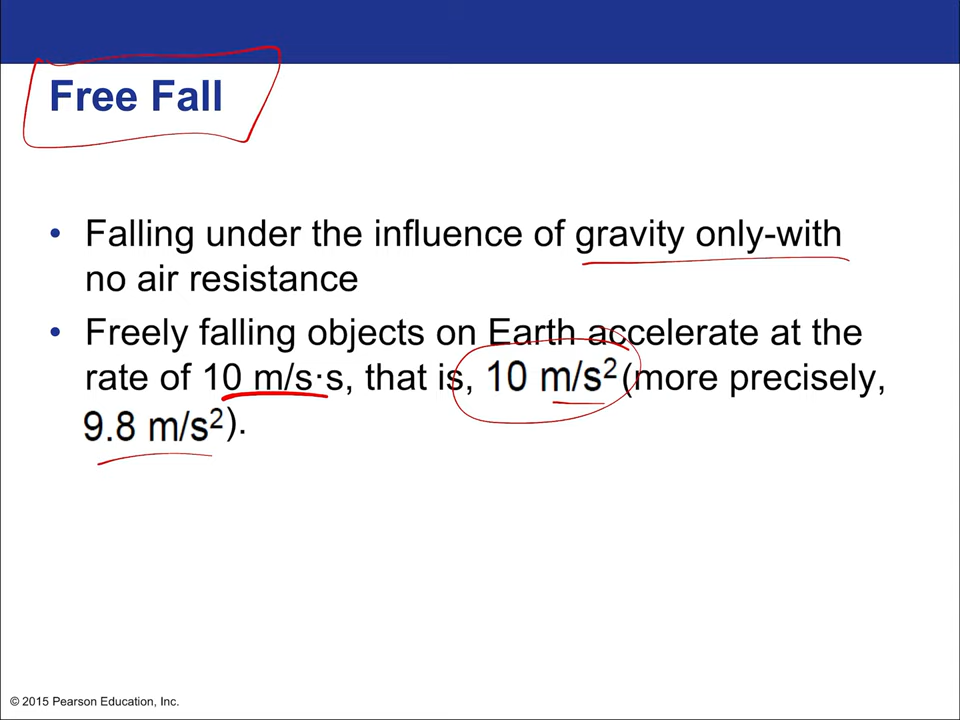 Free Fall
• Falling under the influence of gravity only-with
no air resistance
• Freely falling objects on Earth accelerate at the
rate of 10 m/s·s, that is, 10 m/s² (more precisely,
9.8 m/s²).
© 2015 Pearson Education, Inc.